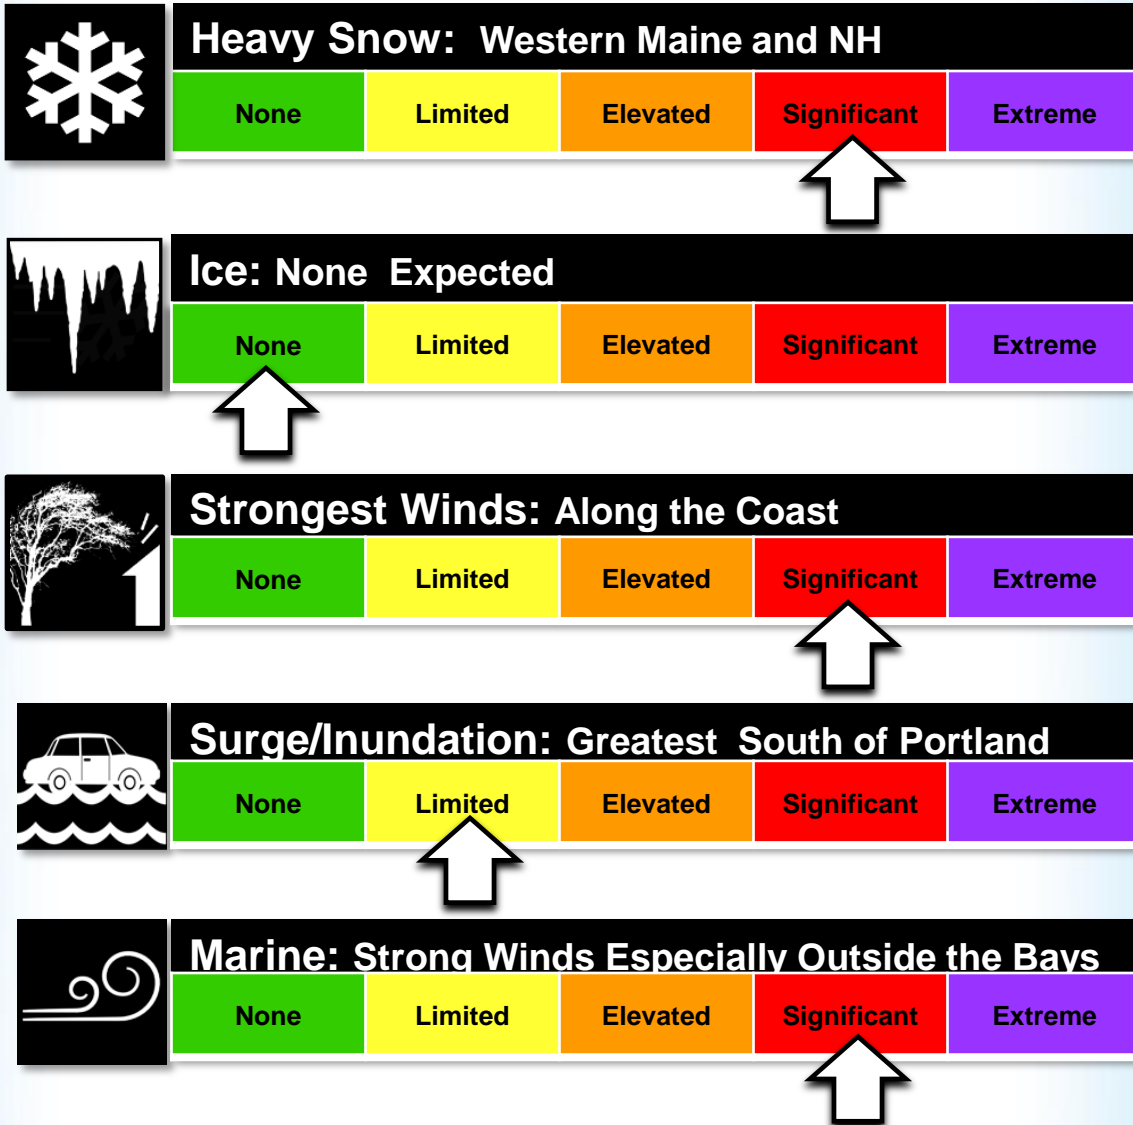 Heavy Snow: Western Maine and NH
None Limited Elevated Significant Extreme
Ice: None Expected
None Limited Elevated Significant Extreme
Strongest Winds: Along the Coast
None Limited Elevated Significant Extreme
Surge/Inundation: Greatest South of Portland
None Limited Elevated Significant Extreme
Marine: Strong Winds Especially Outside the Bays
None Limited Elevated Significant Extreme